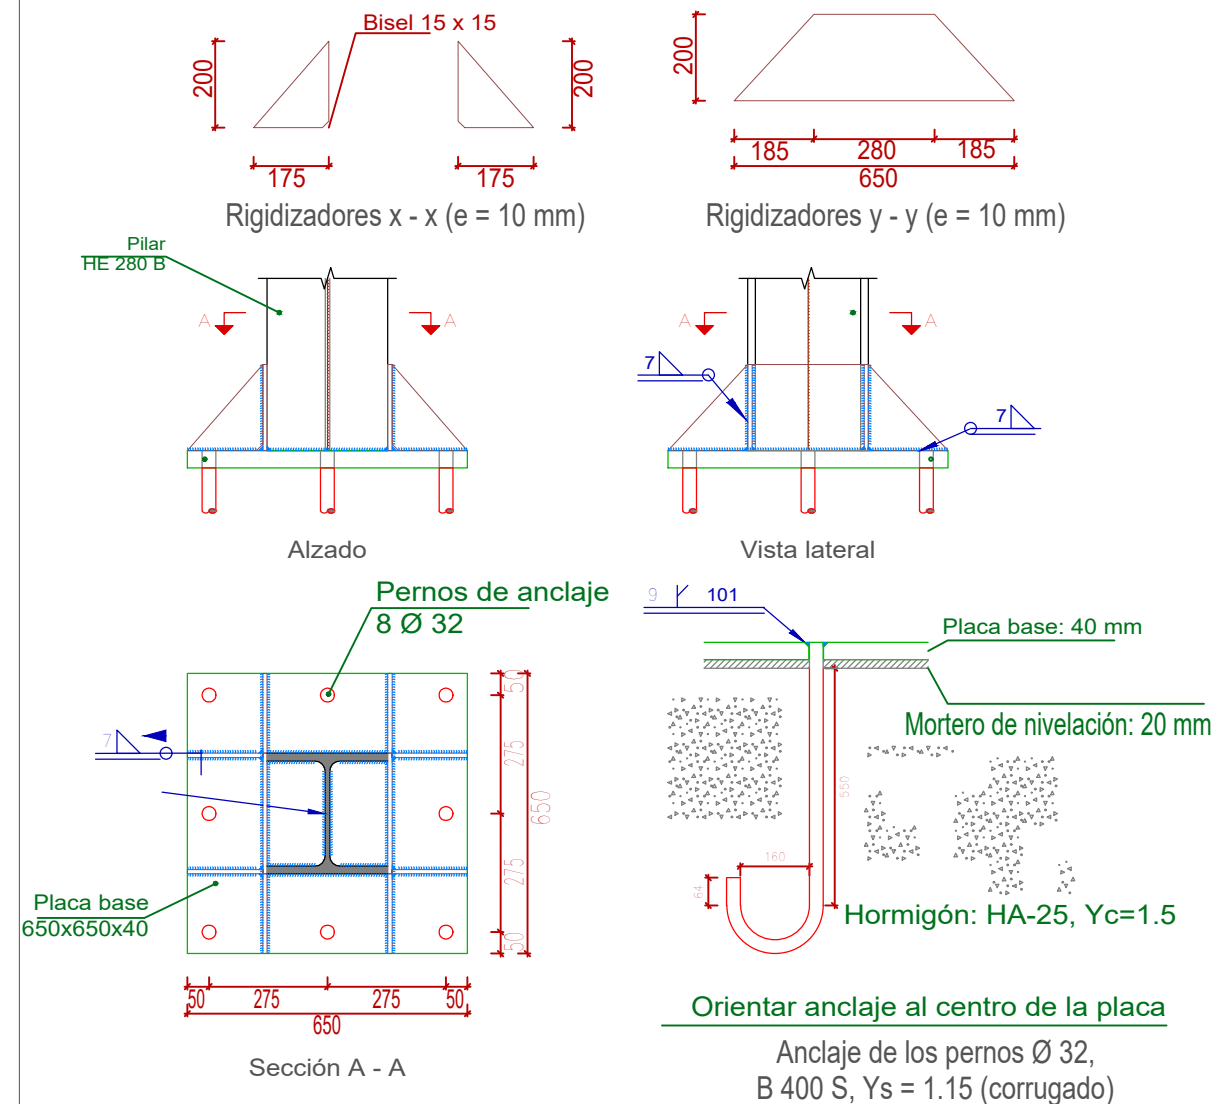 Bisel 15 x 15
200
200
200
175
175
185
280
185
650
Rigidizadores x - x (e = 10 mm)
Rigidizadores y - y (e = 10 mm)
Pilar
HE 280 B
A
A
A
A
7
7
Alzado
Vista lateral
Pernos de anclaje
8 Ø 32
7
50
275
275
50
650
Placa base
650x650x40
50
275
275
50
650
Sección A - A
9
101
Placa base: 40 mm
Mortero de nivelación: 20 mm
550
160
64
Hormigón: HA-25, Yc=1.5
Orientar anclaje al centro de la placa
Anclaje de los pernos Ø 32,
B 400 S, Ys = 1.15 (corrugado)